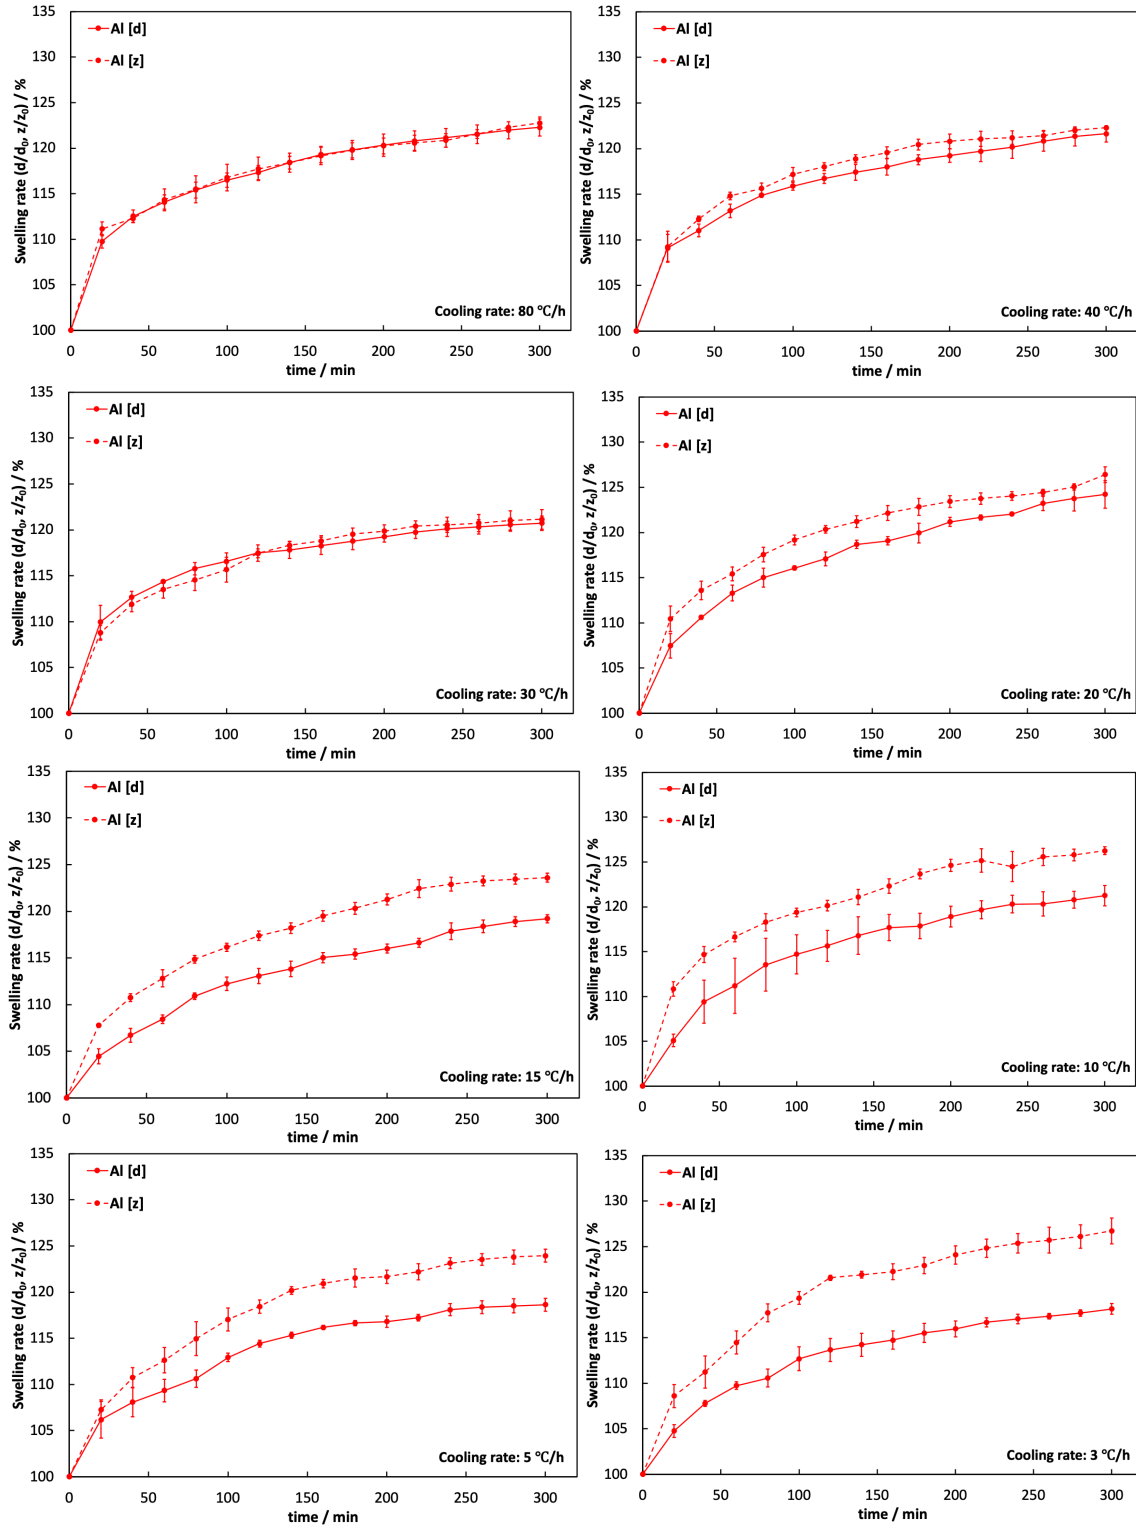 135
130
125
120
115
110
105
100
Swelling rate (d/d₀, z/z₀) / %
Al [d]
Al [z]
Cooling rate: 80 ℃/h
0 50 100 150 200 250 300
time / min
135
130
125
120
115
110
105
100
Swelling rate (d/d₀, z/z₀) / %
Al [d]
Al [z]
Cooling rate: 40 ℃/h
0 50 100 150 200 250 300
time / min
135
130
125
120
115
110
105
100
Swelling rate (d/d₀, z/z₀) / %
Al [d]
Al [z]
Cooling rate: 30 ℃/h
0 50 100 150 200 250 300
time / min
135
130
125
120
115
110
105
100
Swelling rate (d/d₀, z/z₀) / %
Al [d]
Al [z]
Cooling rate: 20 ℃/h
0 50 100 150 200 250 300
time / min
135
130
125
120
115
110
105
100
Swelling rate (d/d₀, z/z₀) / %
Al [d]
Al [z]
Cooling rate: 15 ℃/h
0 50 100 150 200 250 300
time / min
135
130
125
120
115
110
105
100
Swelling rate (d/d₀, z/z₀) / %
Al [d]
Al [z]
Cooling rate: 10 ℃/h
0 50 100 150 200 250 300
time / min
135
130
125
120
115
110
105
100
Swelling rate (d/d₀, z/z₀) / %
Al [d]
Al [z]
Cooling rate: 5 ℃/h
0 50 100 150 200 250 300
time / min
135
130
125
120
115
110
105
100
Swelling rate (d/d₀, z/z₀) / %
Al [d]
Al [z]
Cooling rate: 3 ℃/h
0 50 100 150 200 250 300
time / min